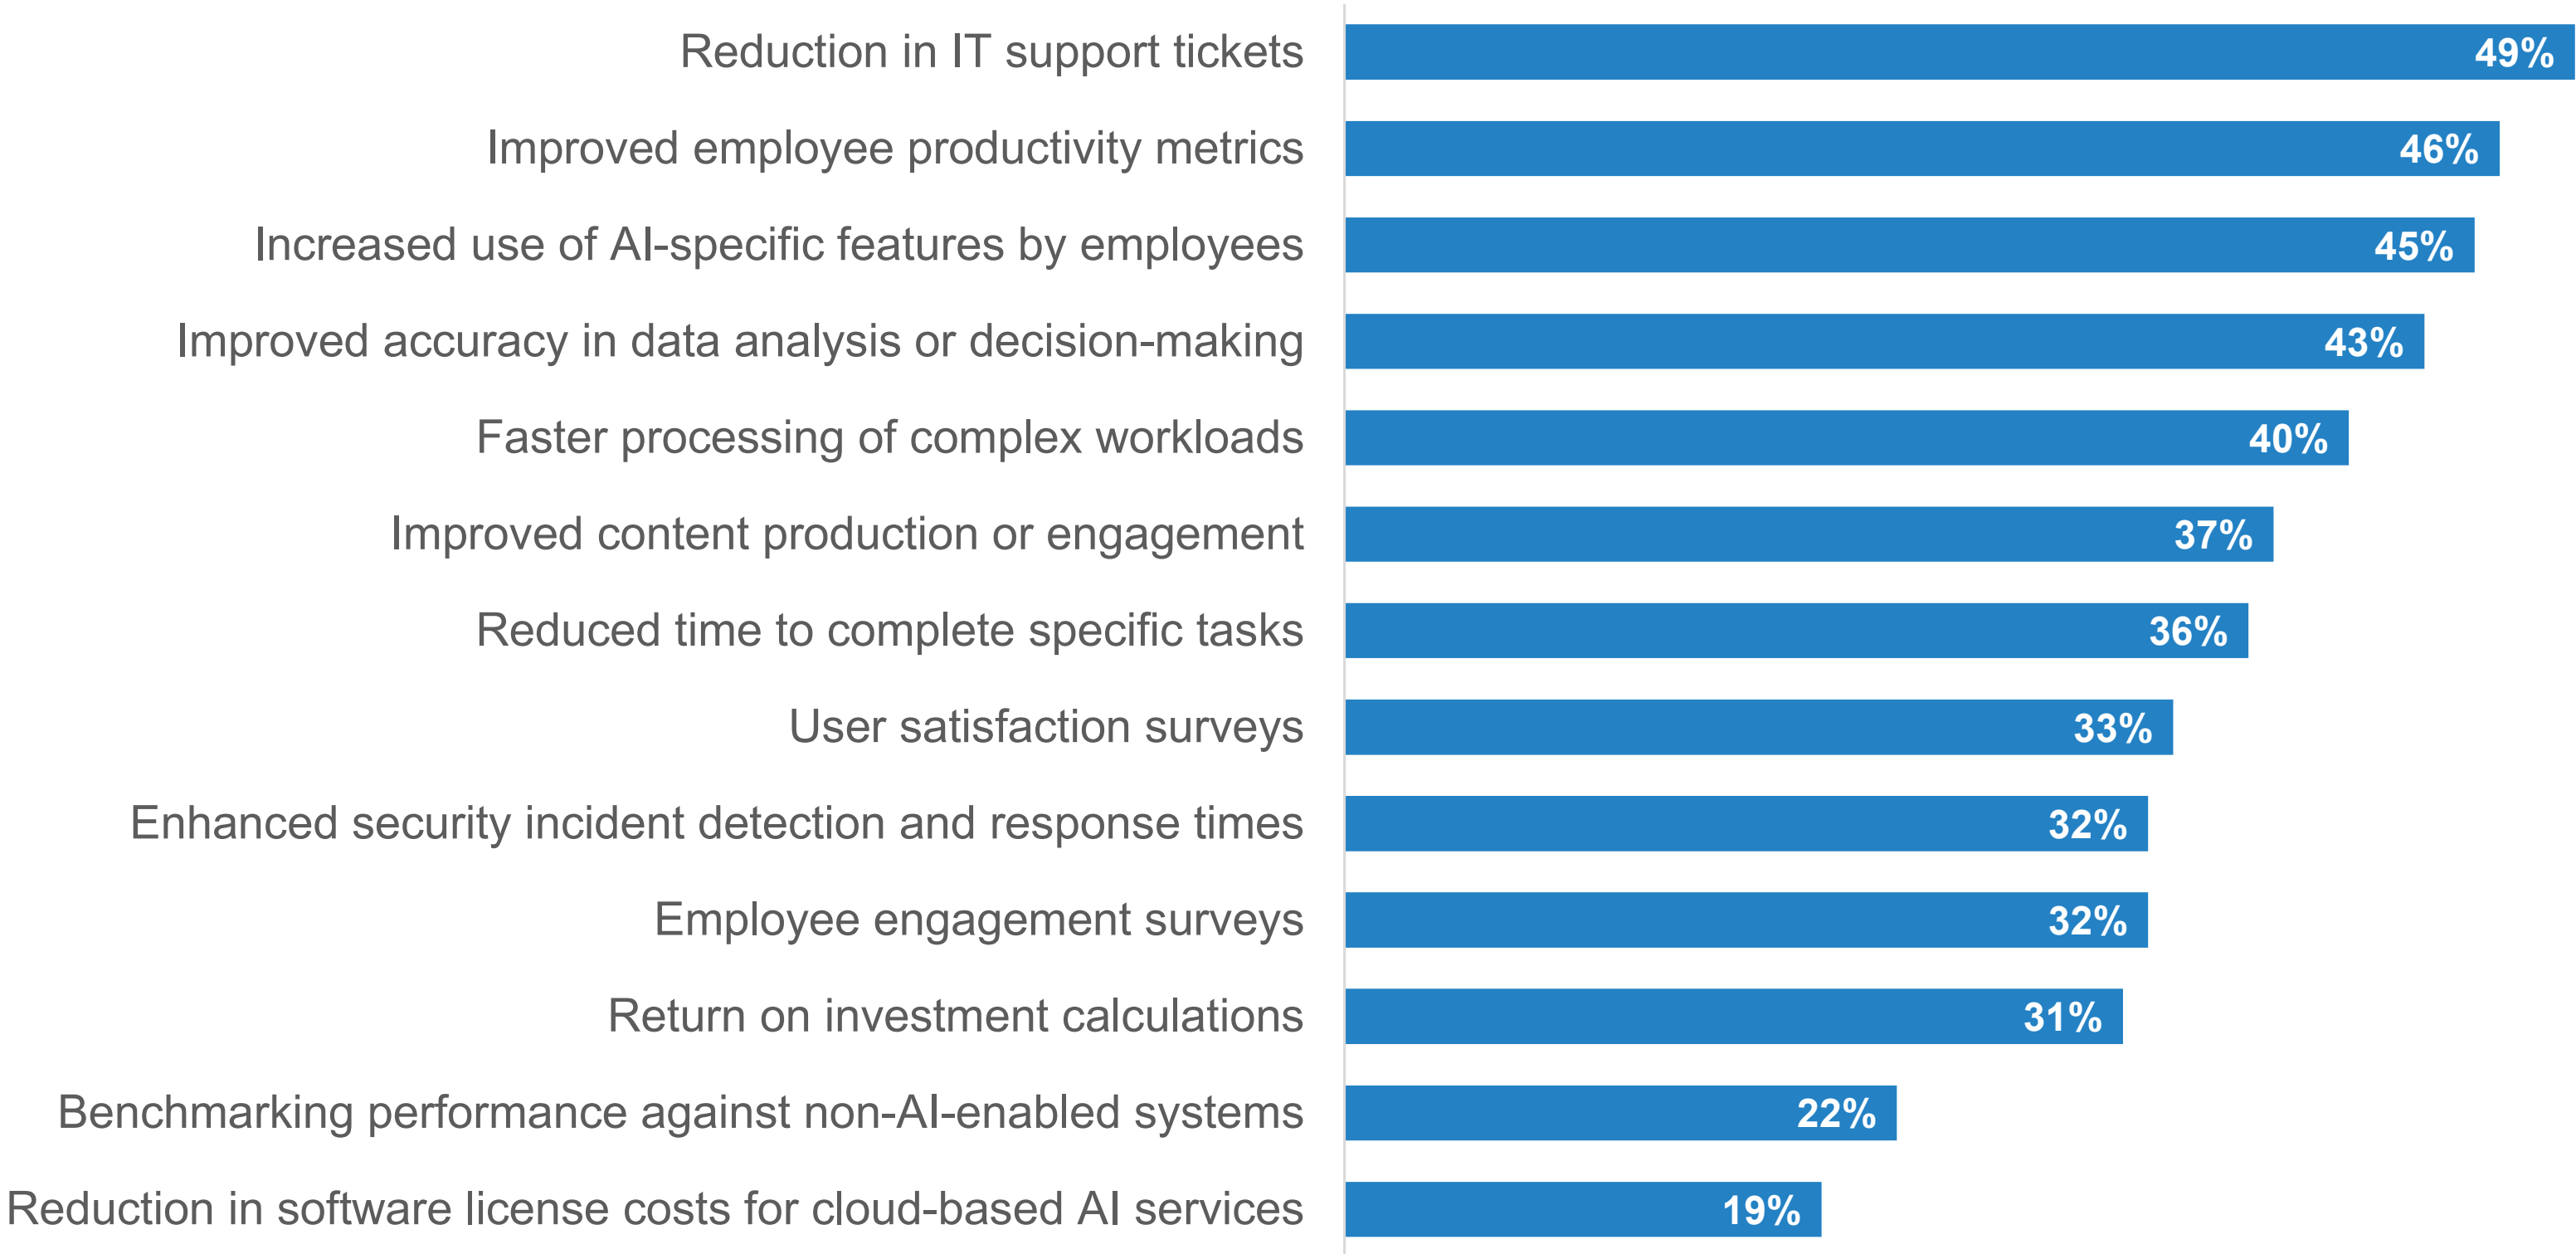 Reduction in IT support tickets 49%
Improved employee productivity metrics 46%
Increased use of AI-specific features by employees 45%
Improved accuracy in data analysis or decision-making 43%
Faster processing of complex workloads 40%
Improved content production or engagement 37%
Reduced time to complete specific tasks 36%
User satisfaction surveys 33%
Enhanced security incident detection and response times 32%
Employee engagement surveys 32%
Return on investment calculations 31%
Benchmarking performance against non-AI-enabled systems 22%
Reduction in software license costs for cloud-based AI services 19%